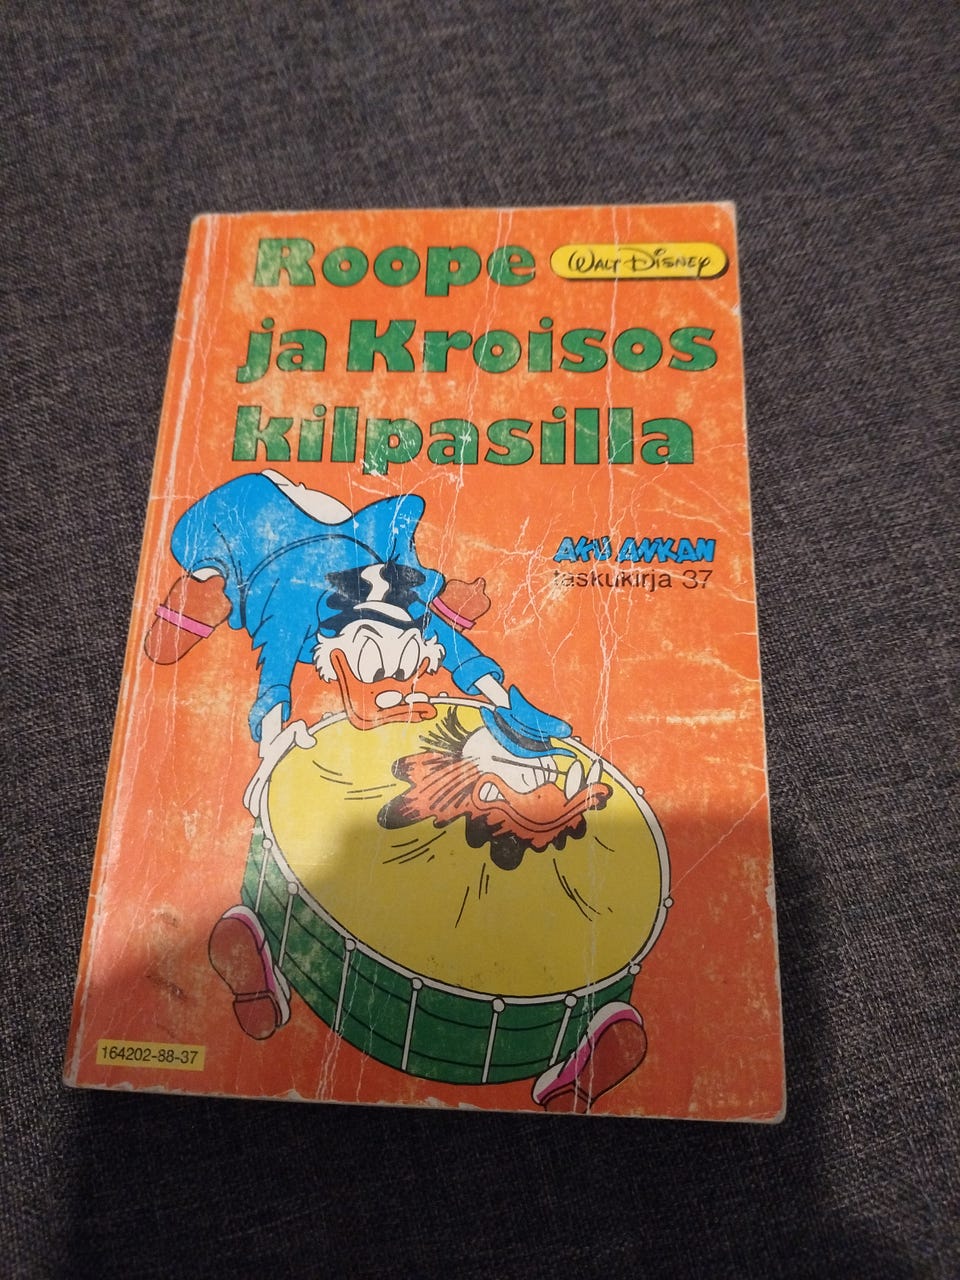 Roope
WALT DISNEY
ja Kroisos
kilpasilla
AKU ANKAN
taskukirja 37
164202-88-37